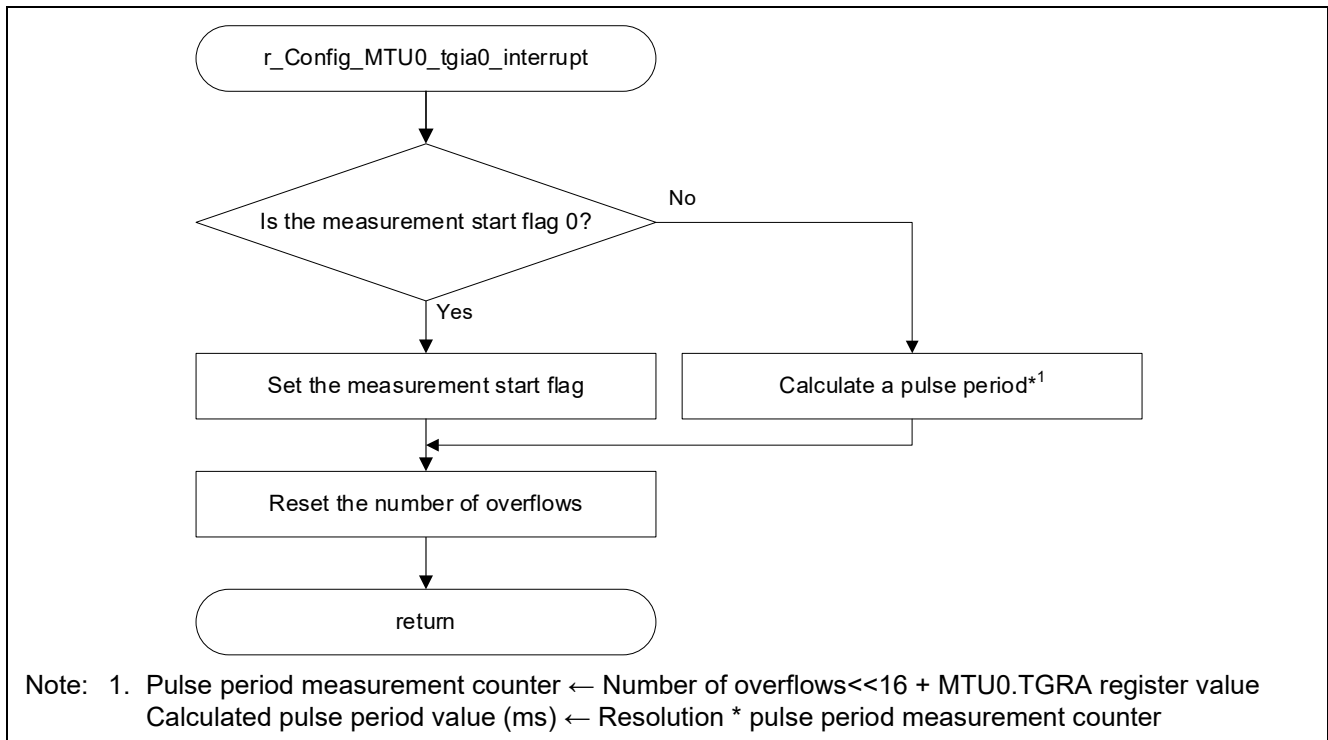 r_Config_MTU0_tgia0_interrupt
Is the measurement start flag 0?
No
Yes
Set the measurement start flag
Calculate a pulse period*1
Reset the number of overflows
return
Note: 1. Pulse period measurement counter ← Number of overflows<<16 + MTU0.TGRA register value
Calculated pulse period value (ms) ← Resolution * pulse period measurement counter